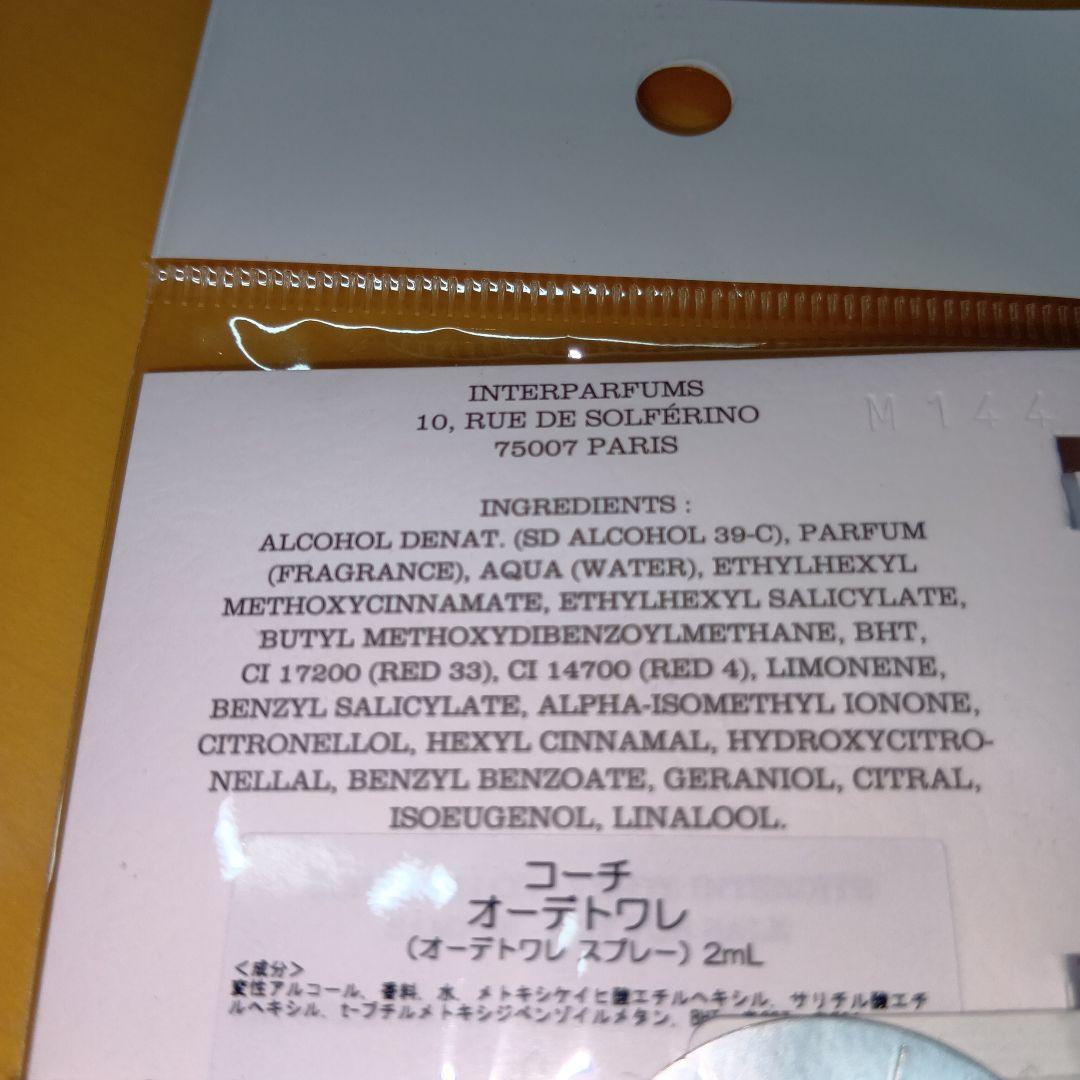 INTERPARFUMS
10, RUE DE SOLFÉRINO
M 144
75007 PARIS
INGREDIENTS :
ALCOHOL DENAT. (SD ALCOHOL 39-C), PARFUM
(FRAGRANCE), AQUA (WATER), ETHYLHEXYL
METHOXYCINNAMATE, ETHYLHEXYL SALICYLATE,
BUTYL METHOXYDIBENZOYLMETHANE, BHT,
CI 17200 (RED 33), CI 14700 (RED 4), LIMONENE,
BENZYL SALICYLATE, ALPHA-ISOMETHYL IONONE,
CITRONELLOL, HEXYL CINNAMAL, HYDROXYCITRO-
NELLAL, BENZYL BENZOATE, GERANIOL, CITRAL,
ISOEUGENOL, LINALOOL.
コーチ
オーデトワレ
(オーデトワレ スプレー) 2mL
<成分>
変性アルコール、香料、水、メトキシケイヒ酸エチルヘキシル、サリチル酸エチ
ルヘキシル、t-ブチルメトキシジベンゾイルメタン、BHT、